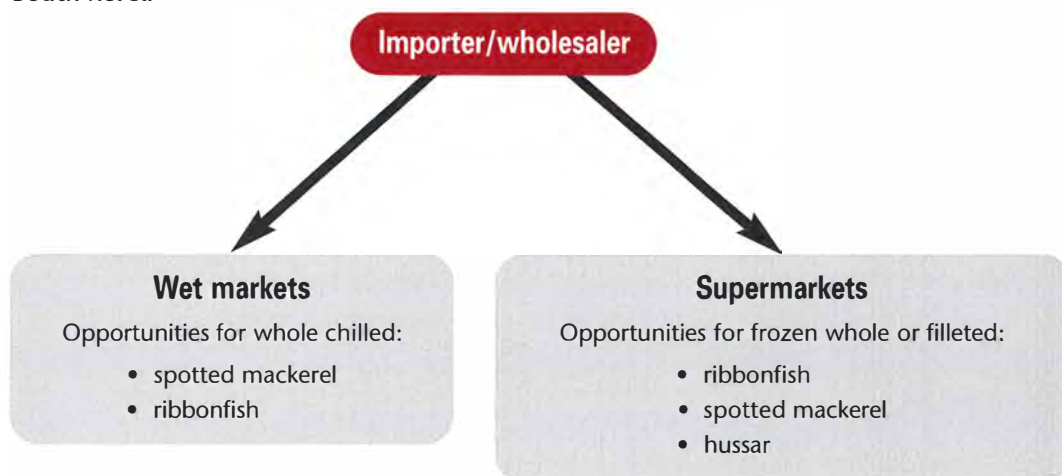 Importer/wholesaler
Wet markets
Opportunities for whole chilled:
• spotted mackerel
• ribbonfish
Supermarkets
Opportunities for frozen whole or filleted:
• ribbonfish
• spotted mackerel
• hussar